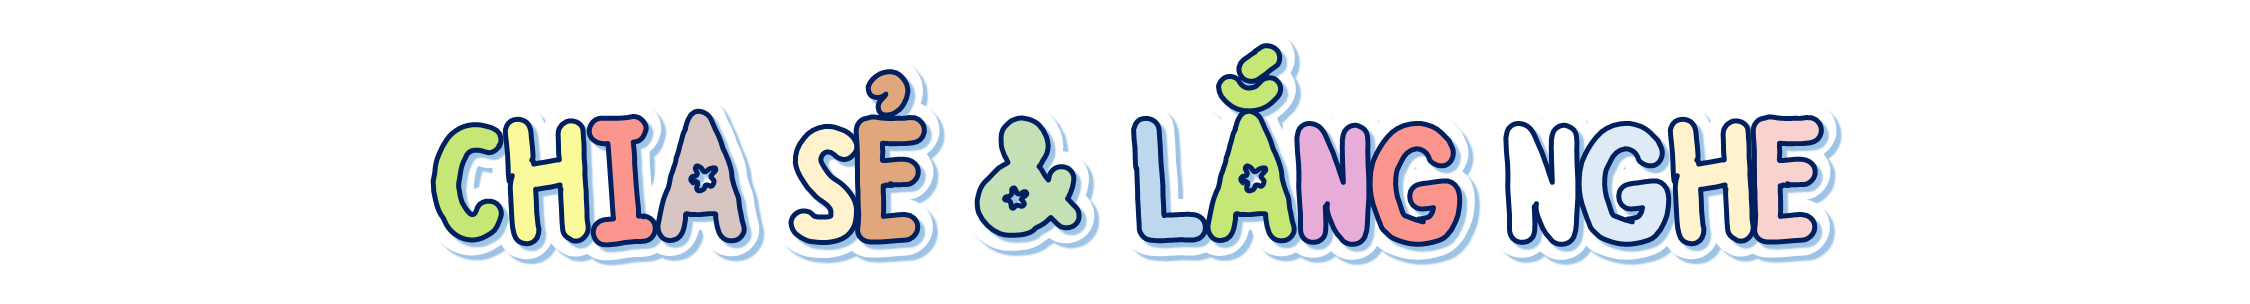 CHIA SẺ & LẮNG NGHE